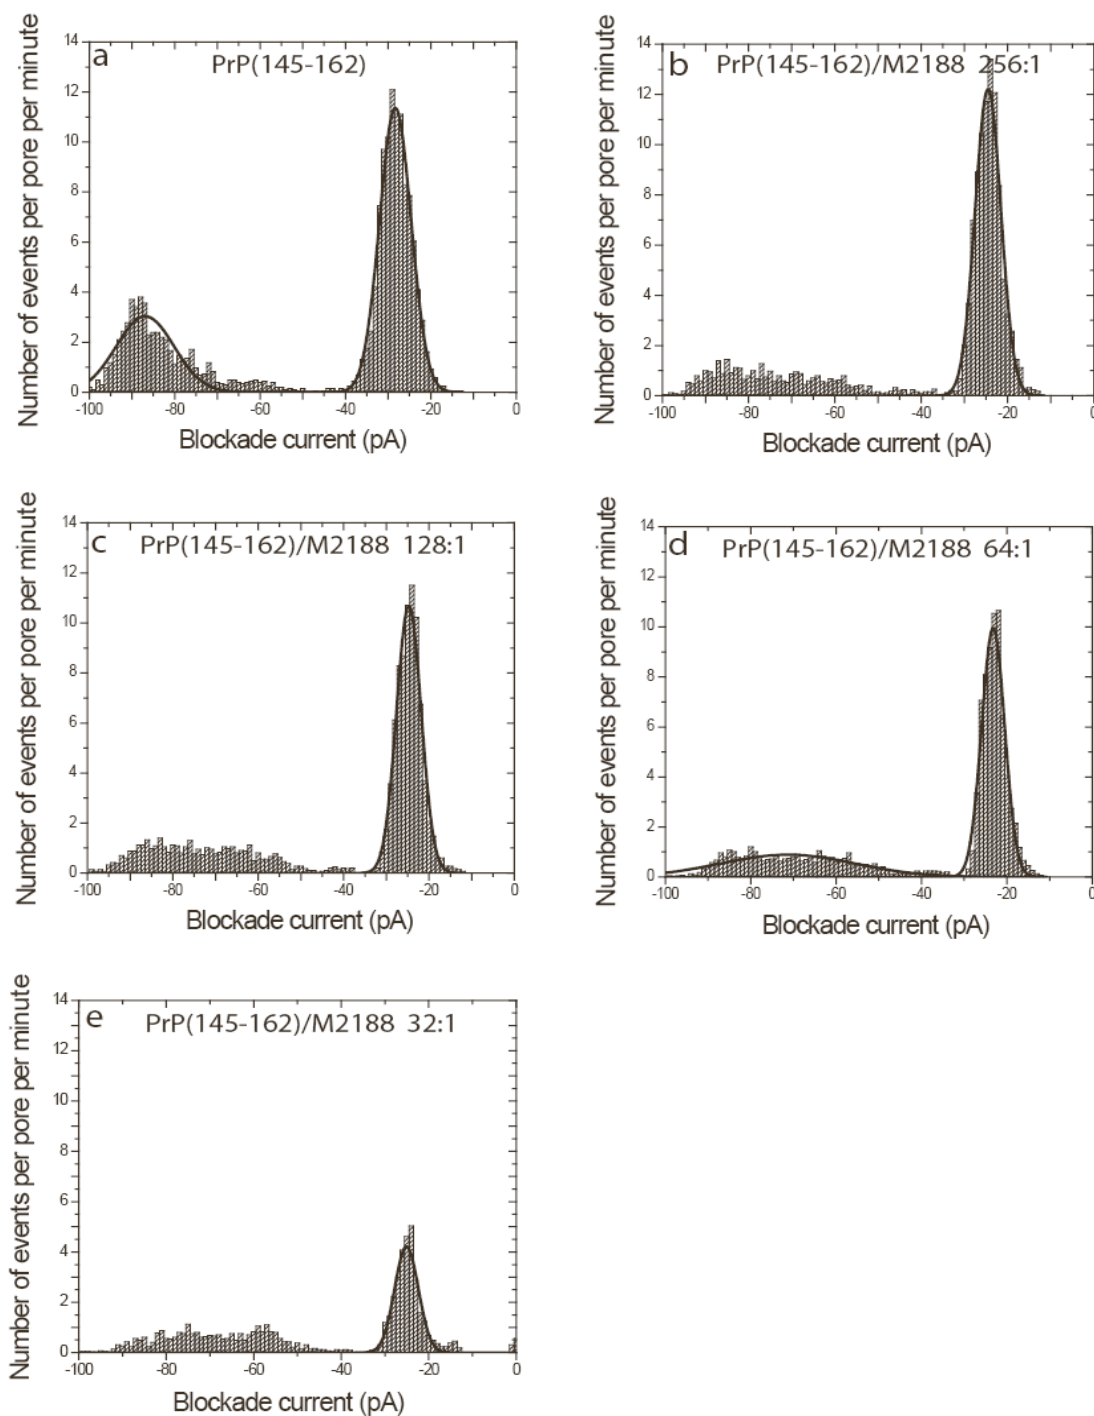 a
PrP(145-162)
Number of events per pore per minute
14
12
10
8
6
4
2
0
-100 -80 -60 -40 -20 0
Blockade current (pA)
b
PrP(145-162)/M2188 256:1
Number of events per pore per minute
14
12
10
8
6
4
2
0
-100 -80 -60 -40 -20 0
Blockade current (pA)
c
PrP(145-162)/M2188 128:1
Number of events per pore per minute
14
12
10
8
6
4
2
0
-100 -80 -60 -40 -20 0
Blockade current (pA)
d
PrP(145-162)/M2188 64:1
Number of events per pore per minute
14
12
10
8
6
4
2
0
-100 -80 -60 -40 -20 0
Blockade current (pA)
e
PrP(145-162)/M2188 32:1
Number of events per pore per minute
14
12
10
8
6
4
2
0
-100 -80 -60 -40 -20 0
Blockade current (pA)